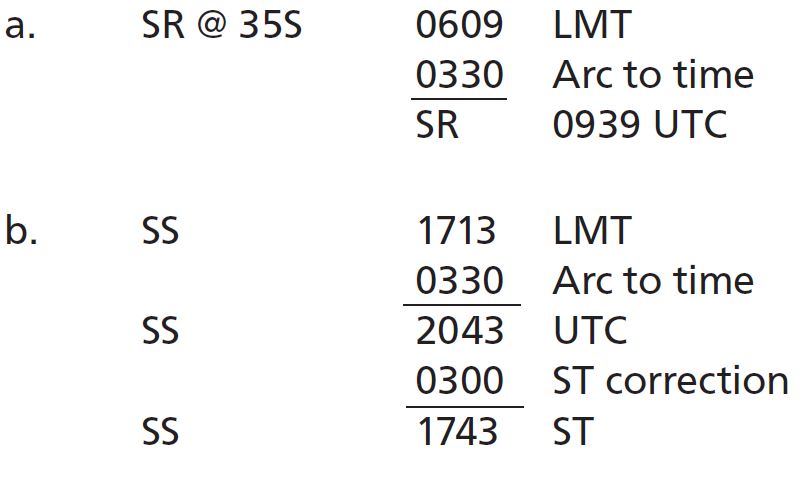 a. SR @ 35S 0609 LMT
0330 Arc to time
SR 0939 UTC
b. SS 1713 LMT
0330 Arc to time
SS 2043 UTC
0300 ST correction
SS 1743 ST